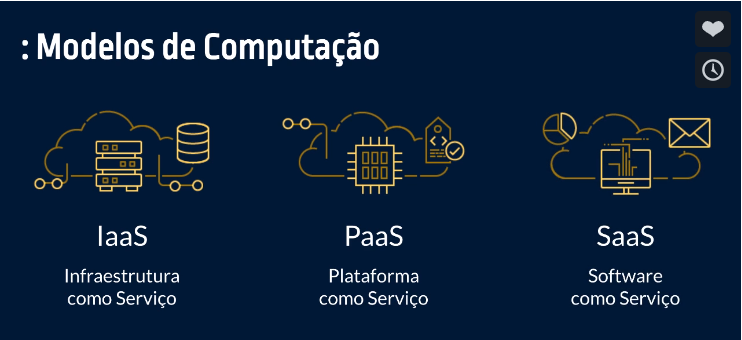 : Modelos de Computação
IaaS
Infraestrutura
como Serviço
PaaS
Plataforma
como Serviço
SaaS
Software
como Serviço